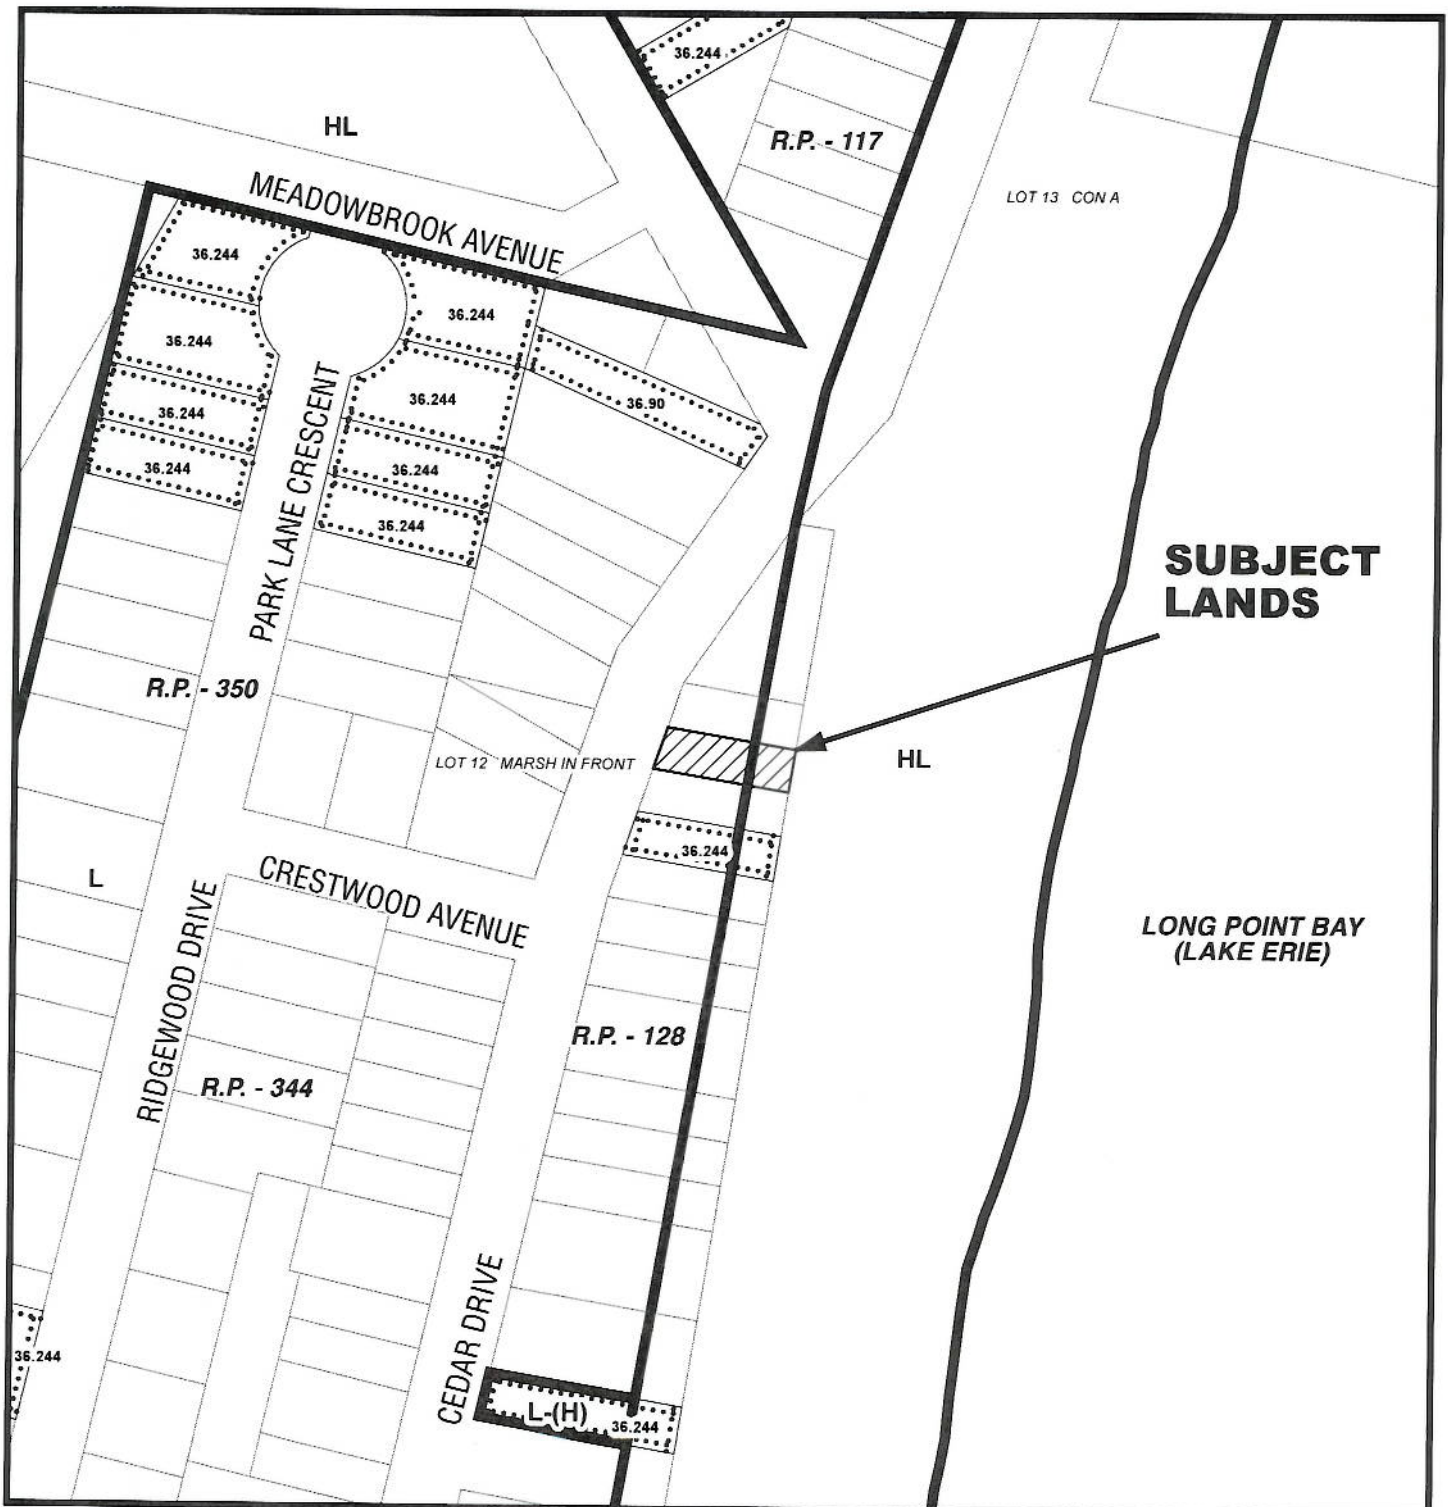 36.244
HL
R.P. - 117
MEADOWBROOK AVENUE
LOT 13 CON A
36.244
36.244
36.244
36.244
36.244
36.90
36.244
36.244
36.244
36.244
PARK LANE CRESCENT
SUBJECT
LANDS
R.P. - 350
LOT 12 MARSH IN FRONT
HL
36.244
L
CRESTWOOD AVENUE
RIDGEWOOD DRIVE
LONG POINT BAY
(LAKE ERIE)
R.P. - 128
R.P. - 344
CEDAR DRIVE
36.244
L-(H)
36.244